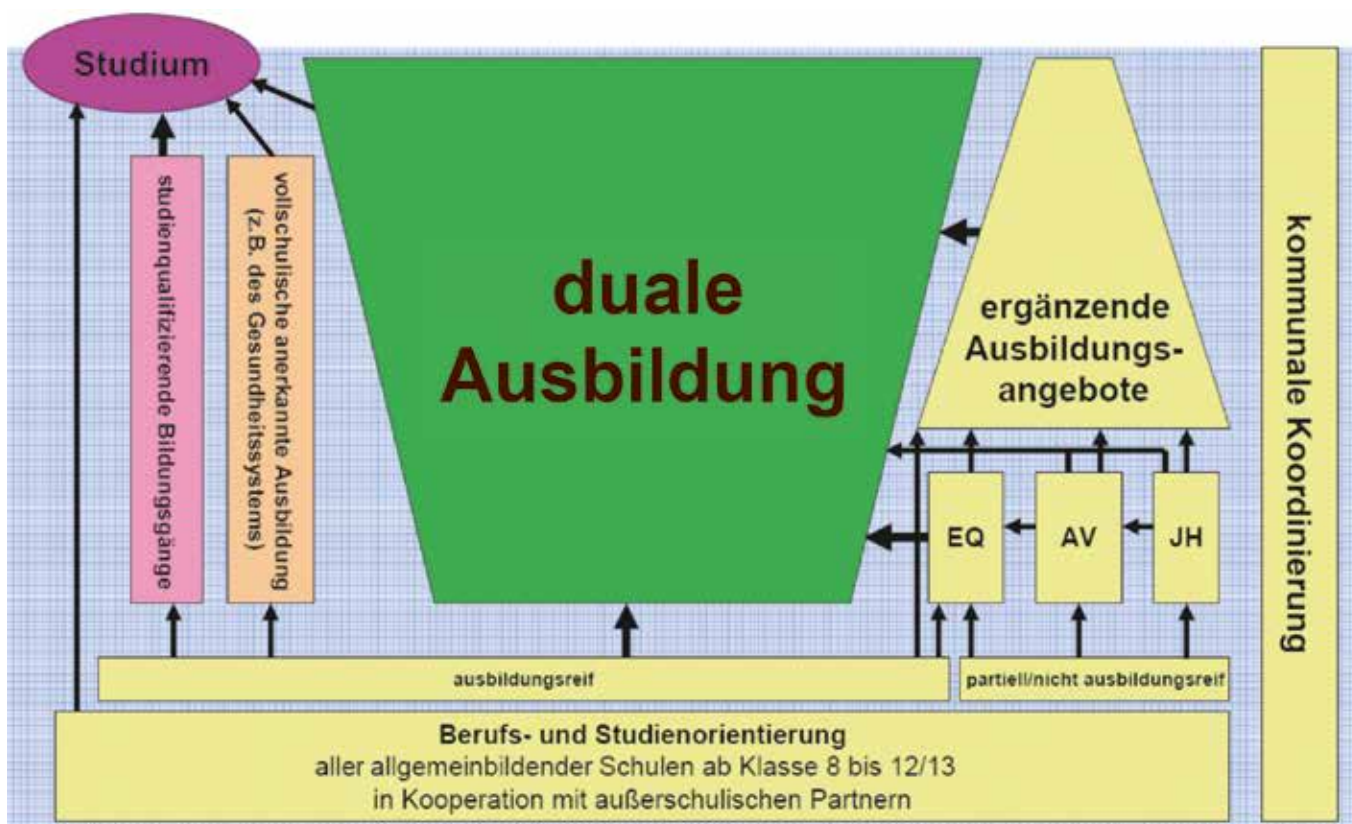 Studium
studienqualifizierende Bildungsgänge
vollschulische anerkannte Ausbildung
(z.B. des Gesundheitssystems)
duale
Ausbildung
ergänzende
Ausbildungs-
angebote
EQ
AV
JH
kommunale Koordinierung
ausbildungsreif
partiell/nicht ausbildungsreif
Berufs- und Studienorientierung
aller allgemeinbildender Schulen ab Klasse 8 bis 12/13
in Kooperation mit außerschulischen Partnern